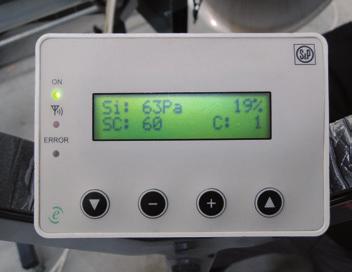 S&P
ON
Si: 63Pa 19%
SC: 60 C: 1
ERROR
e